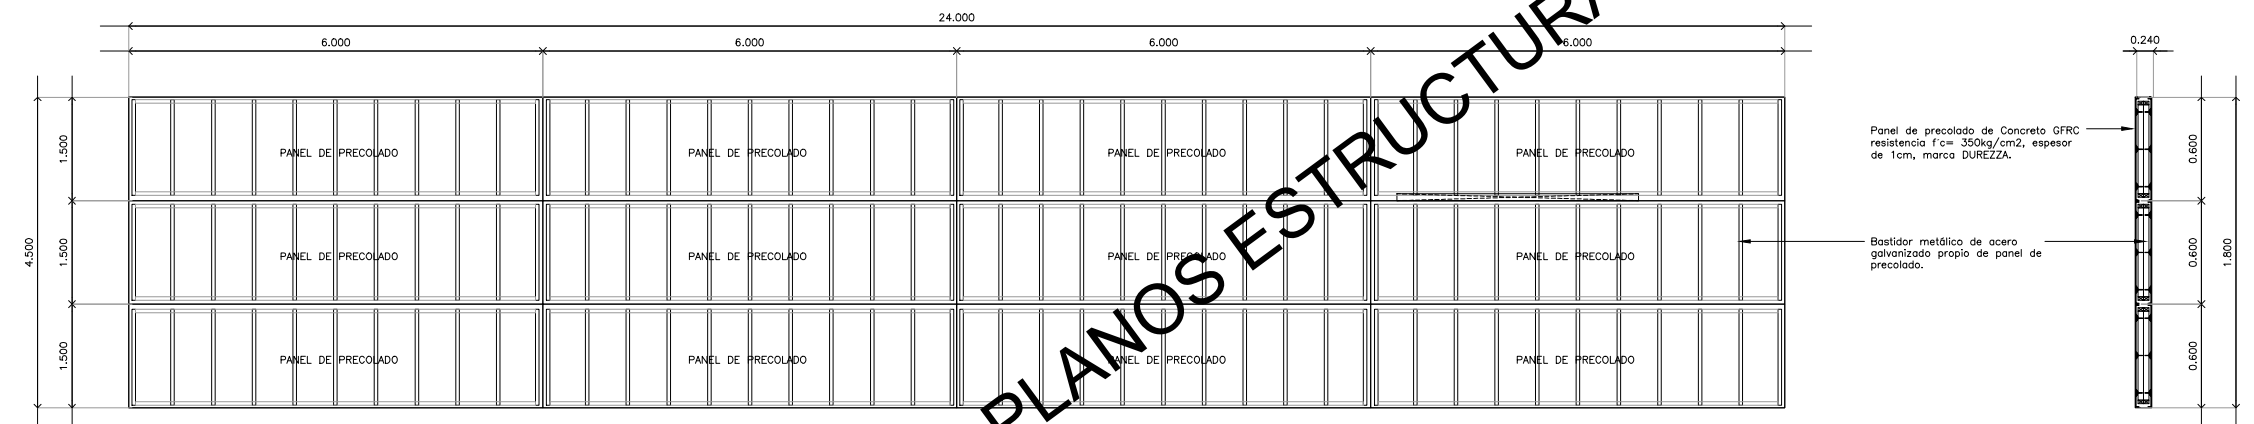 24.000
6.000 6.000 6.000 6.000
0.240
4.500
1.500
1.500
1.500
PANEL DE PRECOLADO PANEL DE PRECOLADO PANEL DE PRECOLADO PANEL DE PRECOLADO
PANEL DE PRECOLADO PANEL DE PRECOLADO PANEL DE PRECOLADO PANEL DE PRECOLADO
PANEL DE PRECOLADO PANEL DE PRECOLADO PANEL DE PRECOLADO PANEL DE PRECOLADO
PLANOS ESTRUCTURA
Panel de precolado de Concreto GFRC
resistencia f'c= 350kg/cm2, espesor
de 1cm, marca DUREZZA.
Bastidor metálico de acero
galvanizado propio de panel de
precolado.
0.600
0.600
0.600
1.800